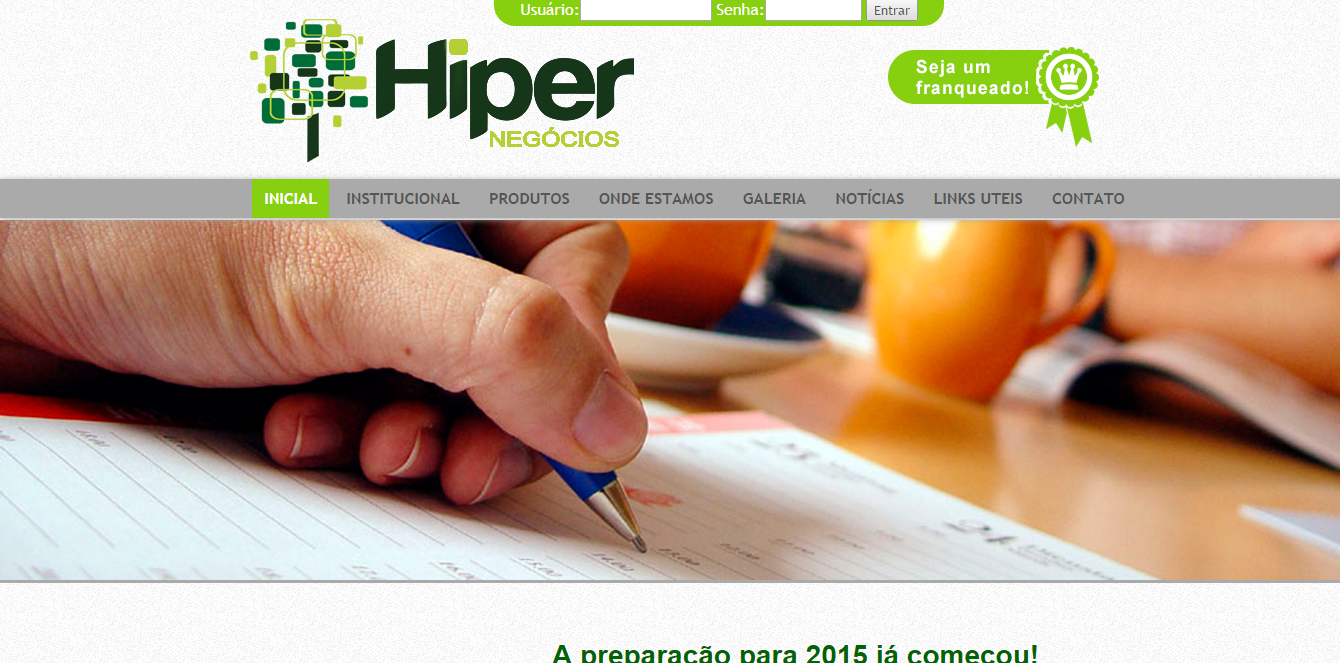 Usuário: Senha: Entrar
Hiper
NEGÓCIOS
Seja um
franqueado!
INICIAL INSTITUCIONAL PRODUTOS ONDE ESTAMOS GALERIA NOTÍCIAS LINKS UTEIS CONTATO
A preparação para 2015 já começou!